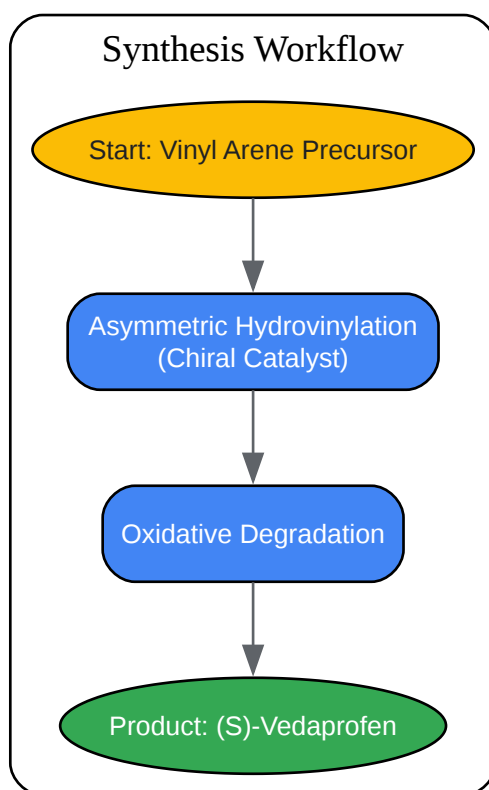 Synthesis Workflow
Start: Vinyl Arene Precursor
Asymmetric Hydrovinylation
(Chiral Catalyst)
Oxidative Degradation
Product: (S)-Vedaprofen